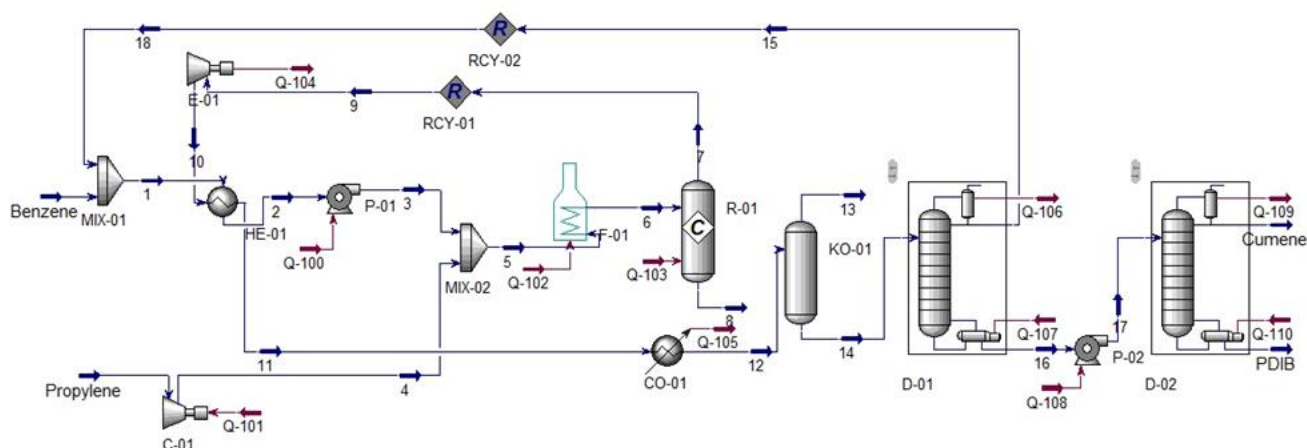 18
R
RCY-02
15
E-01
Q-104
9
R
RCY-01
7
10
Benzene
MIX-01
1
HE-01
2
Q-100
P-01
3
MIX-02
5
Q-102
F-01
6
Q-103
R-01
C
8
13
KO-01
14
Q-106
Q-107
D-01
16
Q-108
P-02
17
Q-109
Cumene
Q-110
PDIB
D-02
11
Q-105
CO-01
12
Propylene
C-01
Q-101
4